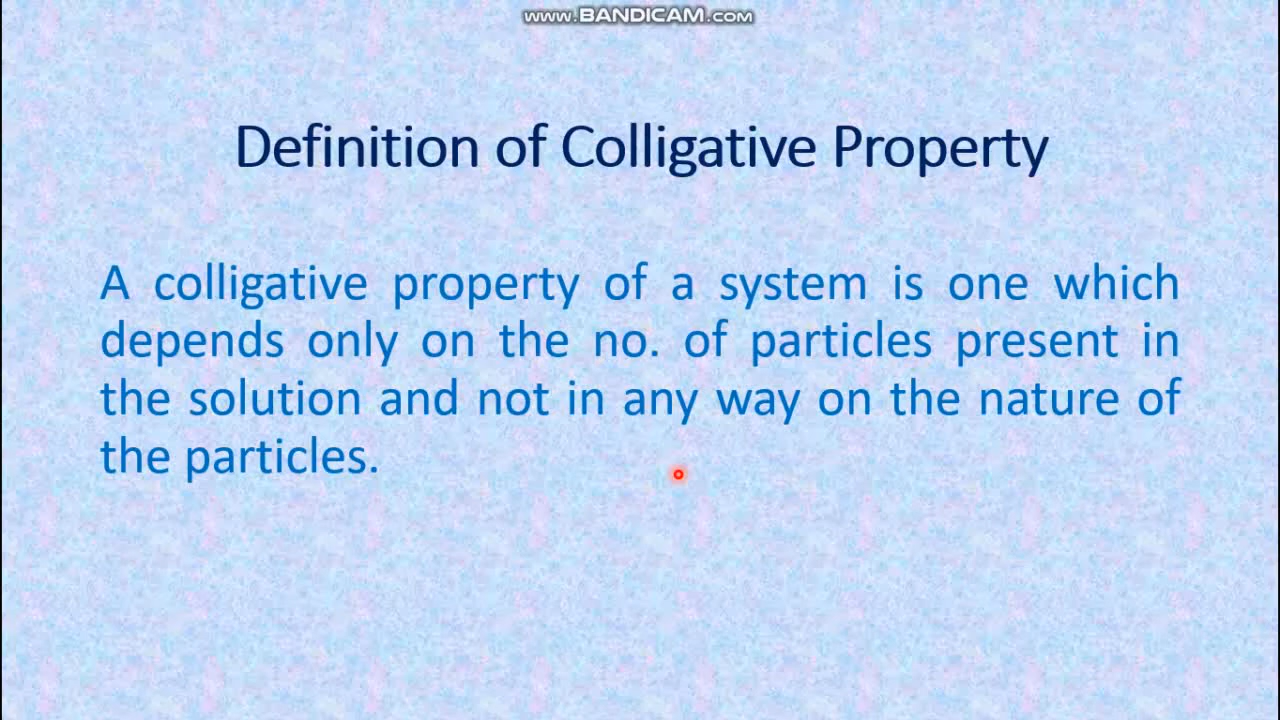 www.BANDICAM.com
Definition of Colligative Property
A colligative property of a system is one which
depends only on the no. of particles present in
the solution and not in any way on the nature of
the particles.